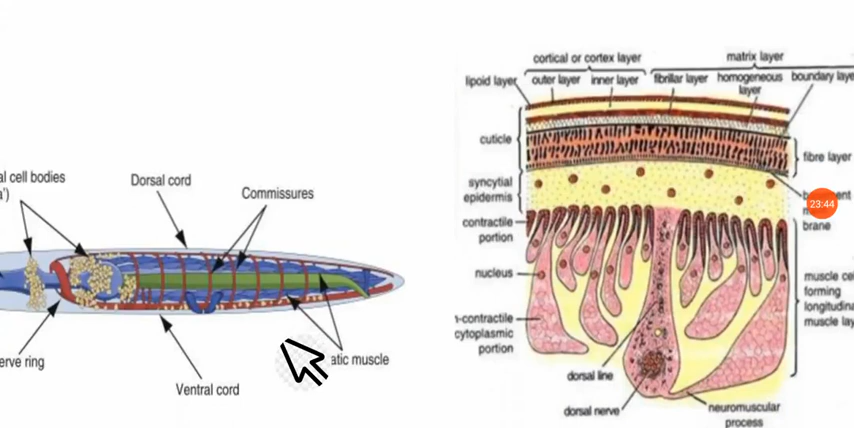 al cell bodies
a')
Dorsal cord
Commissures
erve ring
Ventral cord
atic muscle
cortical or cortex layer
matrix layer
lipoid layer
outer layer
inner layer
fibrillar layer
homogeneous
layer
boundary laye
cuticle
fibre layer
syncytial
epidermis
23:44
brane
contractile
portion
nucleus
muscle cel
forming
longitudina
muscle lay
n-contractile
cytoplasmic
portion
dorsal line
dorsal nerve
neuromuscular
process